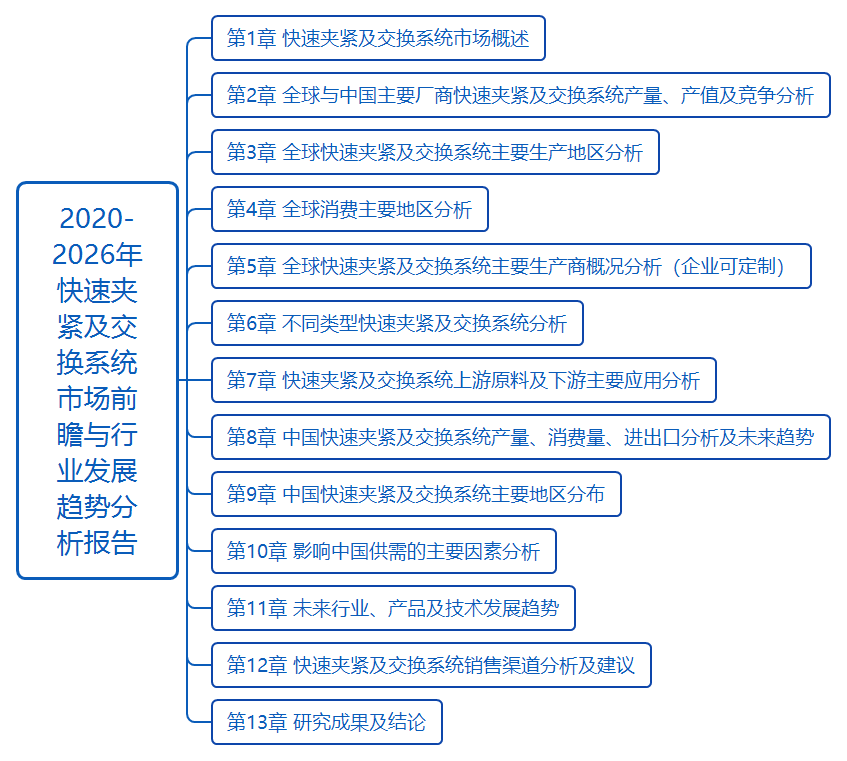 2020-
2026年
快速夹
紧及交
换系统
市场前
瞻与行
业发展
趋势分
析报告
第1章 快速夹紧及交换系统市场概述
第2章 全球与中国主要厂商快速夹紧及交换系统产量、产值及竞争分析
第3章 全球快速夹紧及交换系统主要生产地区分析
第4章 全球消费主要地区分析
第5章 全球快速夹紧及交换系统主要生产商概况分析（企业可定制）
第6章 不同类型快速夹紧及交换系统分析
第7章 快速夹紧及交换系统上游原料及下游主要应用分析
第8章 中国快速夹紧及交换系统产量、消费量、进出口分析及未来趋势
第9章 中国快速夹紧及交换系统主要地区分布
第10章 影响中国供需的主要因素分析
第11章 未来行业、产品及技术发展趋势
第12章 快速夹紧及交换系统销售渠道分析及建议
第13章 研究成果及结论